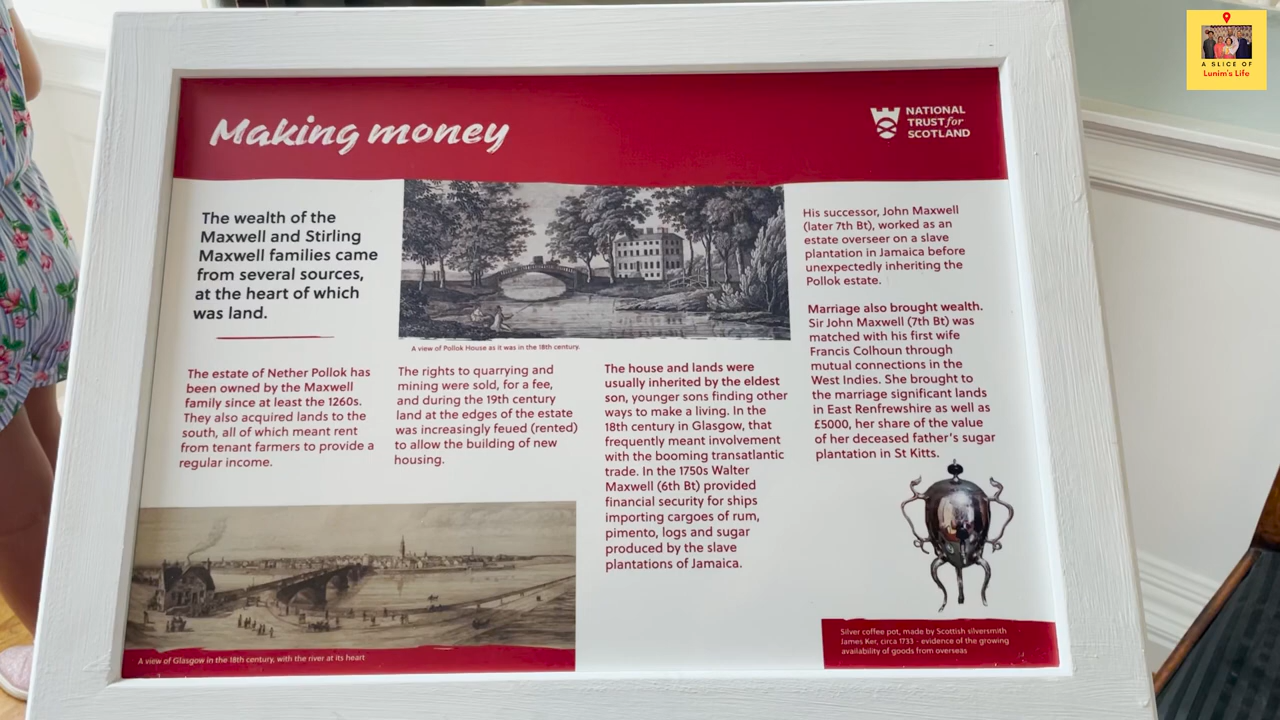 Making money
NATIONAL
TRUST for
SCOTLAND
The wealth of the
Maxwell and Stirling
Maxwell families came
from several sources,
at the heart of which
was land.
The estate of Nether Pollok has
been owned by the Maxwell
family since at least the 1260s.
They also acquired lands to the
south, all of which meant rent
from tenant farmers to provide a
regular income.
A view of Pollok House as it was in the 18th century.
The rights to quarrying and
mining were sold, for a fee,
and during the 19th century
land at the edges of the estate
was increasingly feued (rented)
to allow the building of new
housing.
A view of Glasgow in the 18th century, with the river at its heart
The house and lands were
usually inherited by the eldest
son, younger sons finding other
ways to make a living. In the
18th century in Glasgow, that
frequently meant involvement
with the booming transatlantic
trade. In the 1750s Walter
Maxwell (6th Bt) provided
financial security for ships
importing cargoes of rum,
pimento, logs and sugar
produced by the slave
plantations of Jamaica.
His successor, John Maxwell
(later 7th Bt), worked as an
estate overseer on a slave
plantation in Jamaica before
unexpectedly inheriting the
Pollok estate.
Marriage also brought wealth.
Sir John Maxwell (7th Bt) was
matched with his first wife
Francis Colhoun through
mutual connections in the
West Indies. She brought to
the marriage significant lands
in East Renfrewshire as well as
£5000, her share of the value
of her deceased father's sugar
plantation in St Kitts.
Silver coffee pot, made by Scottish silversmith
James Ker, circa 1733 - evidence of the growing
availability of goods from overseas
A SLICE OF
Lunim's Life